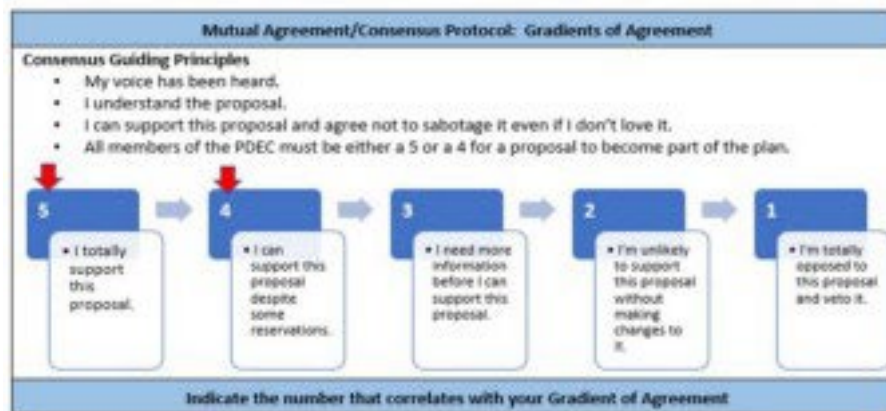 Mutual Agreement/Consensus Protocol: Gradients of Agreement
Consensus Guiding Principles
• My voice has been heard.
• I understand the proposal.
• I can support this proposal and agree not to sabotage it even if I don't love it.
• All members of the PDEC must be either a 5 or a 4 for a proposal to become part of the plan.
5
• I totally
support
this
proposal.
4
• I can
support this
proposal
despite
some
reservations.
3
• I need more
information
before I can
support this
proposal.
2
• I'm unlikely
to support
this proposal
without
making
changes to
it.
1
• I'm totally
opposed to
this proposal
and veto it.
Indicate the number that correlates with your Gradient of Agreement